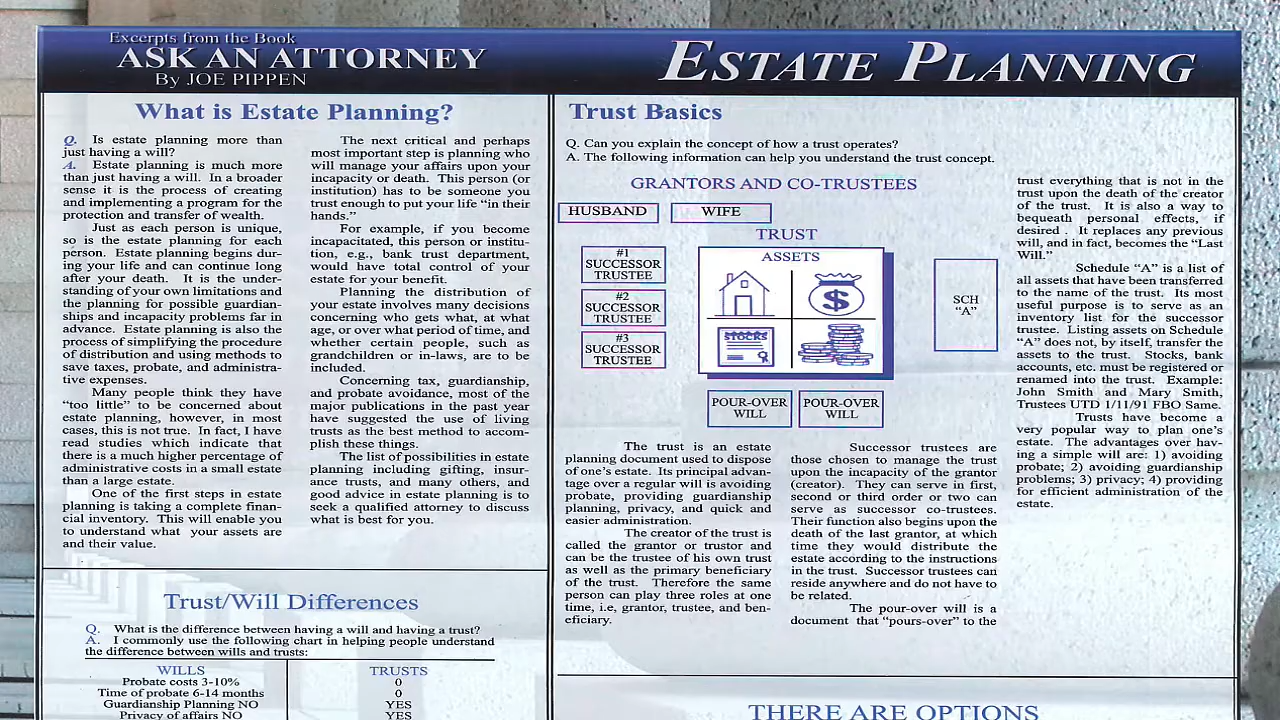 Excerpts from the Book
ASK AN ATTORNEY
By JOE PIPPEN
ESTATE PLANNING
What is Estate Planning?
Q. Is estate planning more than
just having a will?
A. Estate planning is much more
than just having a will. In a broader
sense it is the process of creating
and implementing a program for the
protection and transfer of wealth.
Just as each person is unique,
so is the estate planning for each
person. Estate planning begins dur-
ing your life and can continue long
after your death. It is the under-
standing of your own limitations and
the planning for possible guardian-
ships and incapacity problems far in
advance. Estate planning is also the
process of simplifying the procedure
of distribution and using methods to
save taxes, probate, and administra-
tive expenses.
Many people think they have
“too little” to be concerned about
estate planning, however, in most
cases, this is not true. In fact, I have
read studies which indicate that
there is a much higher percentage of
administrative costs in a small estate
than a large estate.
One of the first steps in estate
planning is taking a complete finan-
cial inventory. This will enable you
to understand what your assets are
and their value.
The next critical and perhaps
most important step is planning who
will manage your affairs upon your
incapacity or death. This person (or
institution) has to be someone you
trust enough to put your life “in their
hands.”
For example, if you become
incapacitated, this person or institu-
tion, e.g., bank trust department,
would have total control of your
estate for your benefit.
Planning the distribution of
your estate involves many decisions
concerning who gets what, at what
age, or over what period of time, and
whether certain people, such as
grandchildren or in-laws, are to be
included.
Concerning tax, guardianship,
and probate avoidance, most of the
major publications in the past year
have suggested the use of living
trusts as the best method to accom-
plish these things.
The list of possibilities in estate
planning including gifting, insur-
ance trusts, and many others, and
good advice in estate planning is to
seek a qualified attorney to discuss
what is best for you.
Trust/Will Differences
Q. What is the difference between having a will and having a trust?
A. I commonly use the following chart in helping people understand
the difference between wills and trusts:
WILLS TRUSTS
Probate costs 3-10% 0
Time of probate 6-14 months 0
Guardianship Planning NO YES
Privacy of affairs NO YES
Trust Basics
Q. Can you explain the concept of how a trust operates?
A. The following information can help you understand the trust concept.
GRANTORS AND CO-TRUSTEES
HUSBAND WIFE
TRUST
ASSETS
#1
SUCCESSOR
TRUSTEE
#2
SUCCESSOR
TRUSTEE
#3
SUCCESSOR
TRUSTEE
$
STOCKS
SCH
“A”
POUR-OVER
WILL
POUR-OVER
WILL
The trust is an estate
planning document used to dispose
of one's estate. Its principal advan-
tage over a regular will is avoiding
probate, providing guardianship
planning, privacy, and quick and
easier administration.
The creator of the trust is
called the grantor or trustor and
can be the trustee of his own trust
as well as the primary beneficiary
of the trust. Therefore the same
person can play three roles at one
time, i.e, grantor, trustee, and ben-
eficiary.
Successor trustees are
those chosen to manage the trust
upon the incapacity of the grantor
(creator). They can serve in first,
second or third order or two can
serve as successor co-trustees.
Their function also begins upon the
death of the last grantor, at which
time they would distribute the
estate according to the instructions
in the trust. Successor trustees can
reside anywhere and do not have to
be related.
The pour-over will is a
document that “pours-over” to the
trust everything that is not in the
trust upon the death of the creator
of the trust. It is also a way to
bequeath personal effects, if
desired . It replaces any previous
will, and in fact, becomes the “Last
Will.”
Schedule “A” is a list of
all assets that have been transferred
to the name of the trust. Its most
useful purpose is to serve as an
inventory list for the successor
trustee. Listing assets on Schedule
“A” does not, by itself, transfer the
assets to the trust. Stocks, bank
accounts, etc. must be registered or
renamed into the trust. Example:
John Smith and Mary Smith,
Trustees UTD 1/11/91 FBO Same.
Trusts have become a
very popular way to plan one's
estate. The advantages over hav-
ing a simple will are: 1) avoiding
probate; 2) avoiding guardianship
problems; 3) privacy; 4) providing
for efficient administration of the
estate.
THERE ARE OPTIONS